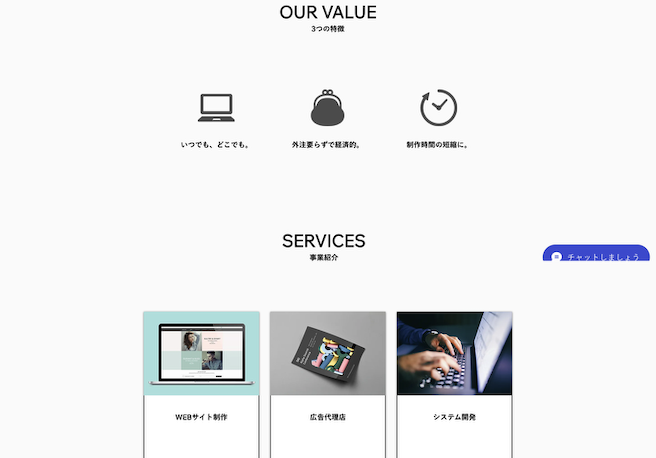 OUR VALUE
3つの特徴
いつでも、どこでも。
外注要らずで経済的。
制作時間の短縮に。
SERVICES
事業紹介
チャットしましょう
WEBサイト制作
広告代理店
システム開発